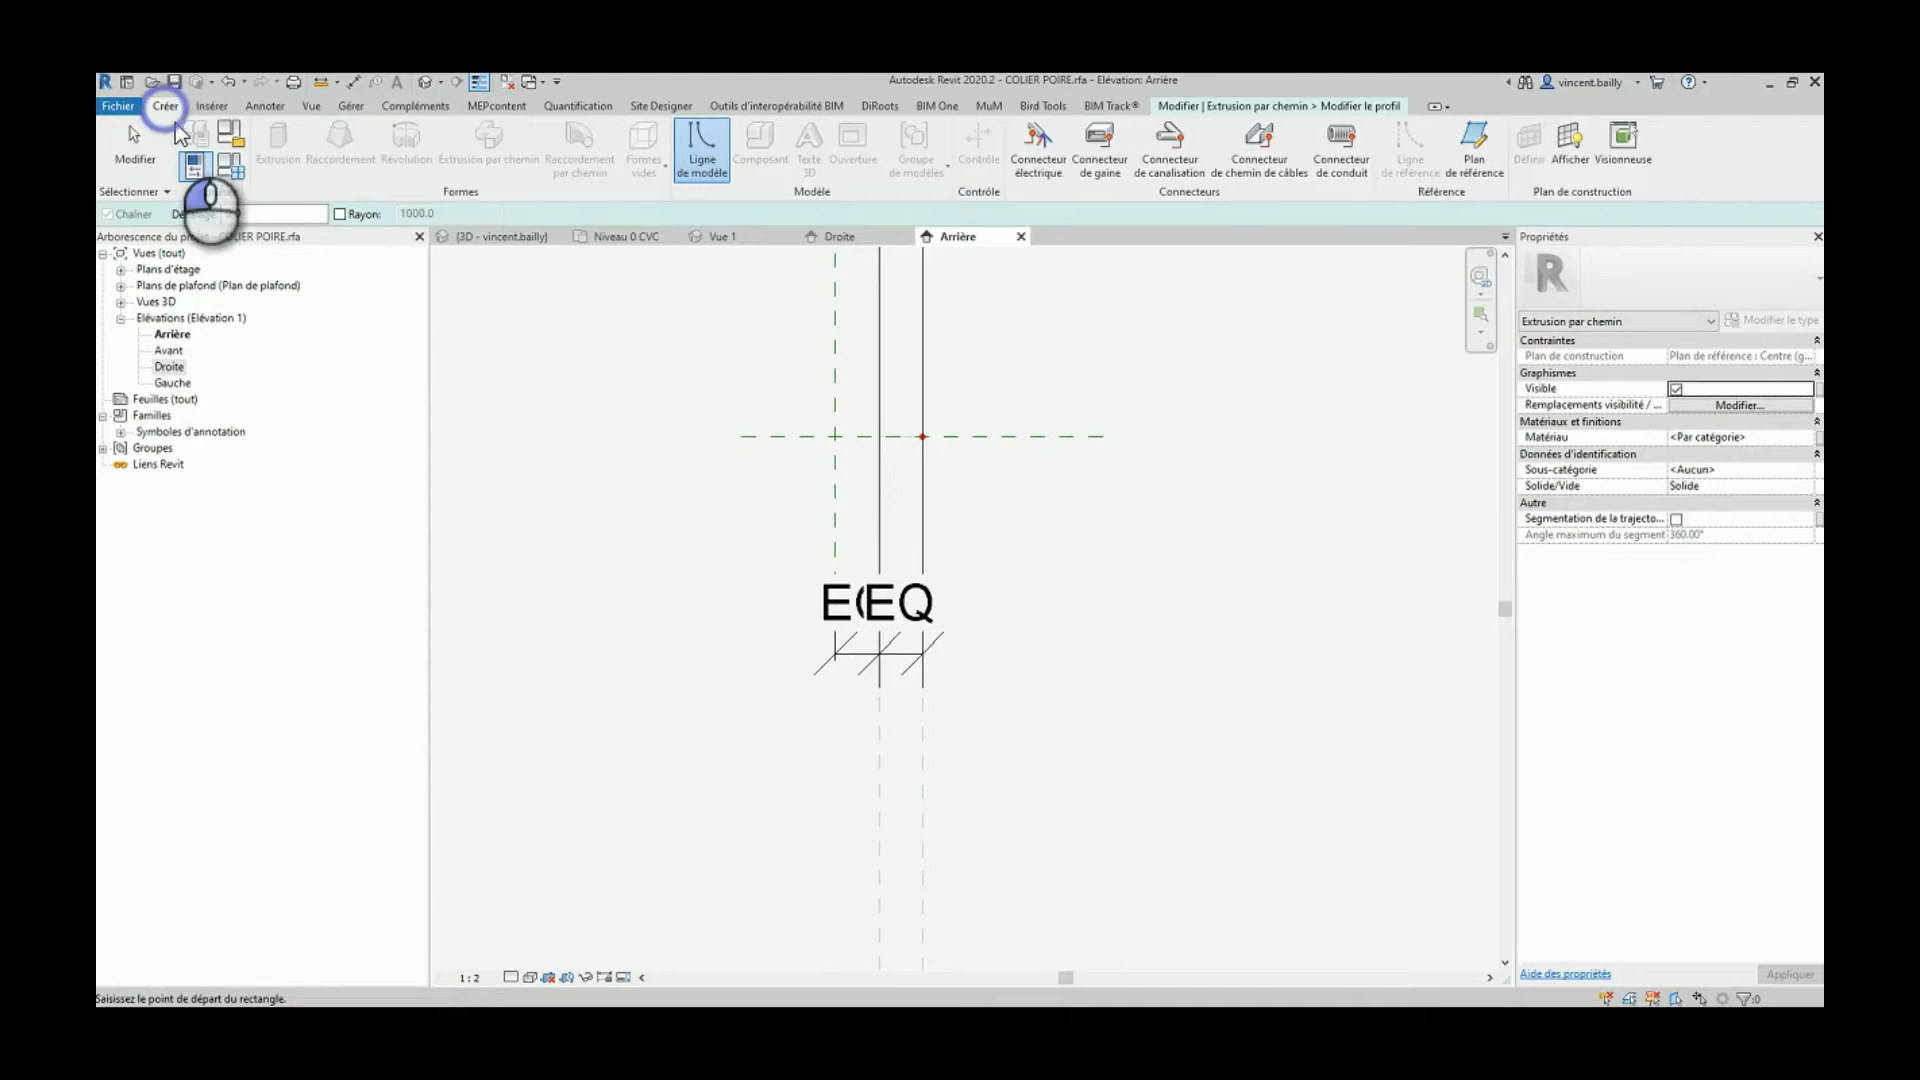 Autodesk Revit 2020.2 - COLIER POIRE.rfa - Elévation: Arrière
vincent.bailly
Fichier Créer Insérer Annoter Vue Gérer Compléments MEPcontent Quantification Site Designer Outils d'interopérabilité BIM DiRoots BIM One MuM Bird Tools BIM Track® Modifier | Extrusion par chemin > Modifier le profil
Modifier
Extrusion Raccordement Révolution Extrusion par chemin Raccordement par chemin Formes vides
Ligne de modèle Composant Texte 3D Ouverture Groupe de modèles
Contrôle
Connecteur électrique Connecteur de gaine Connecteur de canalisation Connecteur de chemin de câbles Connecteur de conduit
Ligne de référence Plan de référence
Définir Afficher Visionneuse
Sélectionner Formes Modèle Contrôle Connecteurs Référence Plan de construction
Chaîner Rayon: 1000.0
Arborescence du COLIER POIRE.rfa
{3D - vincent.bailly} Niveau 0 CVC Vue 1 Droite Arrière
Propriétés
Vues (tout)
Plans d'étage
Plans de plafond (Plan de plafond)
Vues 3D
Elévations (Elévation 1)
Arrière
Avant
Droite
Gauche
Feuilles (tout)
Familles
Symboles d'annotation
Groupes
Liens Revit
EQ
R
Extrusion par chemin Modifier le type
Contraintes
Plan de construction Plan de référence : Centre (g...
Graphismes
Visible
Remplacements visibilité / ... Modifier...
Matériaux et finitions
Matériau <Par catégorie>
Données d'identification
Sous-catégorie <Aucun>
Solide/Vide Solide
Autre
Segmentation de la trajecto...
Angle maximum du segment 360.00°
1 : 2
Aide des propriétés Appliquer
Saisissez le point de départ du rectangle.
:0